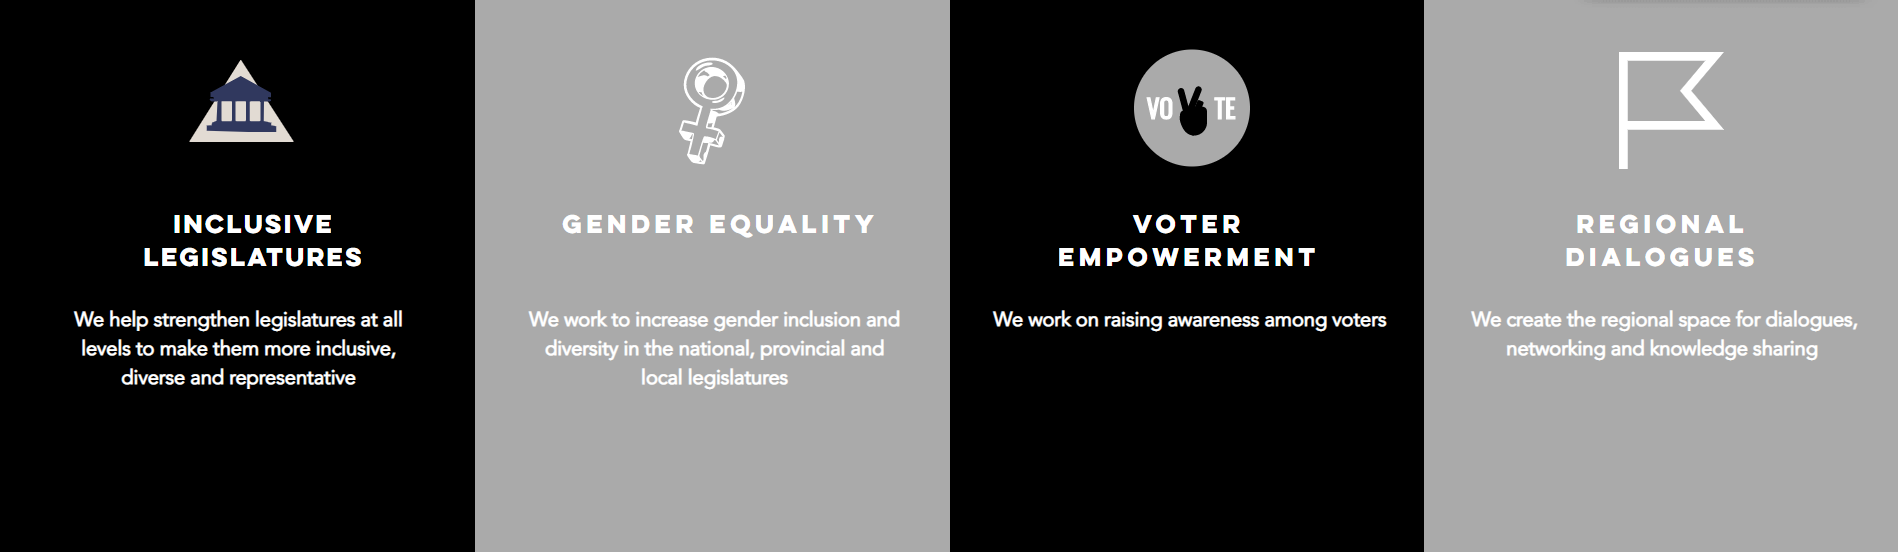 INCLUSIVE
LEGISLATURES
We help strengthen legislatures at all
levels to make them more inclusive,
diverse and representative
GENDER EQUALITY
We work to increase gender inclusion and
diversity in the national, provincial and
local legislatures
VO TE
VOTER
EMPOWERMENT
We work on raising awareness among voters
REGIONAL
DIALOGUES
We create the regional space for dialogues,
networking and knowledge sharing